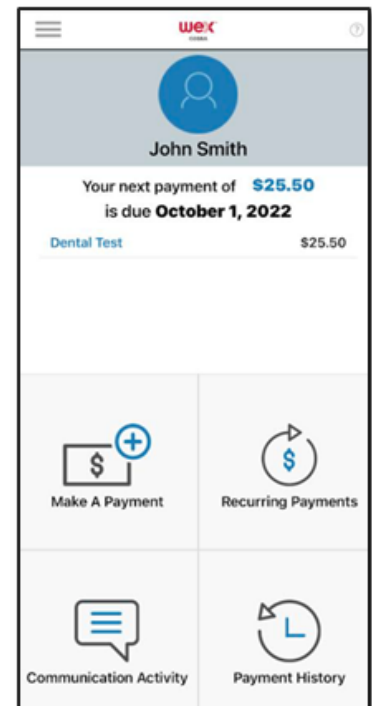 wex
COBRA
?
John Smith
Your next payment of $25.50
is due October 1, 2022
Dental Test $25.50
$
Make A Payment
$
Recurring Payments
Communication Activity
Payment History